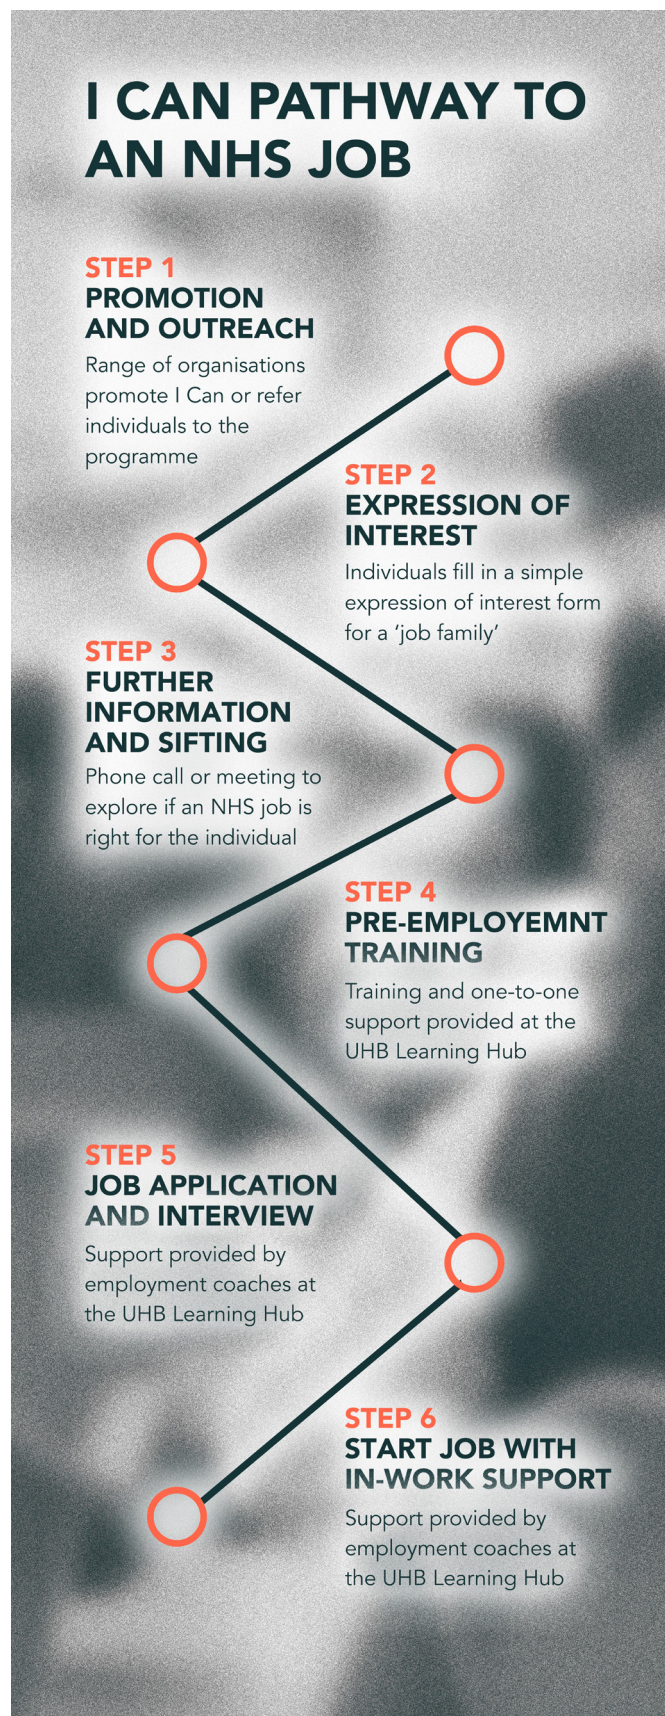 I CAN PATHWAY TO
AN NHS JOB
STEP 1
PROMOTION
AND OUTREACH
Range of organisations
promote I Can or refer
individuals to the
programme
STEP 2
EXPRESSION OF
INTEREST
Individuals fill in a simple
expression of interest form
for a ‘job family’
STEP 3
FURTHER
INFORMATION
AND SIFTING
Phone call or meeting to
explore if an NHS job is
right for the individual
STEP 4
PRE-EMPLOYEMNT
TRAINING
Training and one-to-one
support provided at the
UHB Learning Hub
STEP 5
JOB APPLICATION
AND INTERVIEW
Support provided by
employment coaches at
the UHB Learning Hub
STEP 6
START JOB WITH
IN-WORK SUPPORT
Support provided by
employment coaches at
the UHB Learning Hub